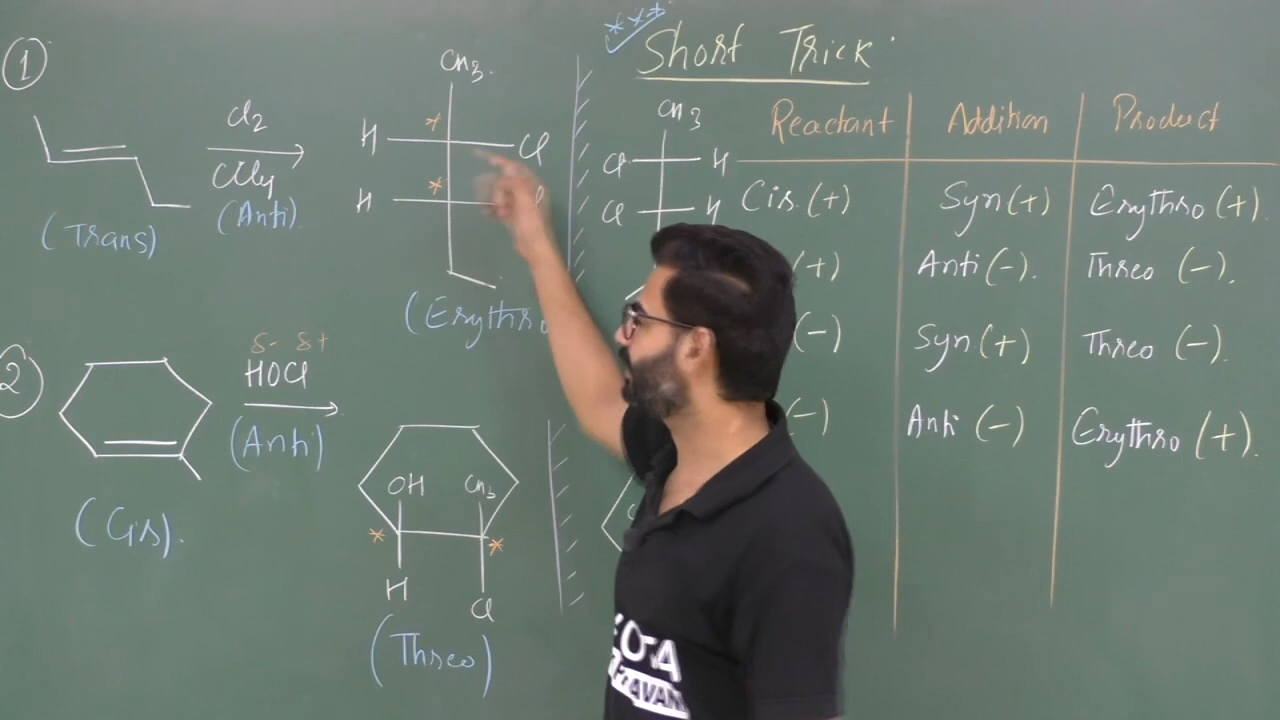 Short Trick
1
Cl2
CCl4
(Trans)
(Anti).
CH3.
* H Cl
* H
(Erythro
CH3
Cl H
Cl H
2
δ- δ+
HOCl
(Anti)
(Cis).
OH CH3
* *
H Cl
(Threo)
Reactant Addition Product
Cis (+) Syn (+) Erythro (+).
(+) Anti (-). Threo (-).
(-) Syn (+) Threo (-).
(-) Anti (-) Erythro (+).
OTA